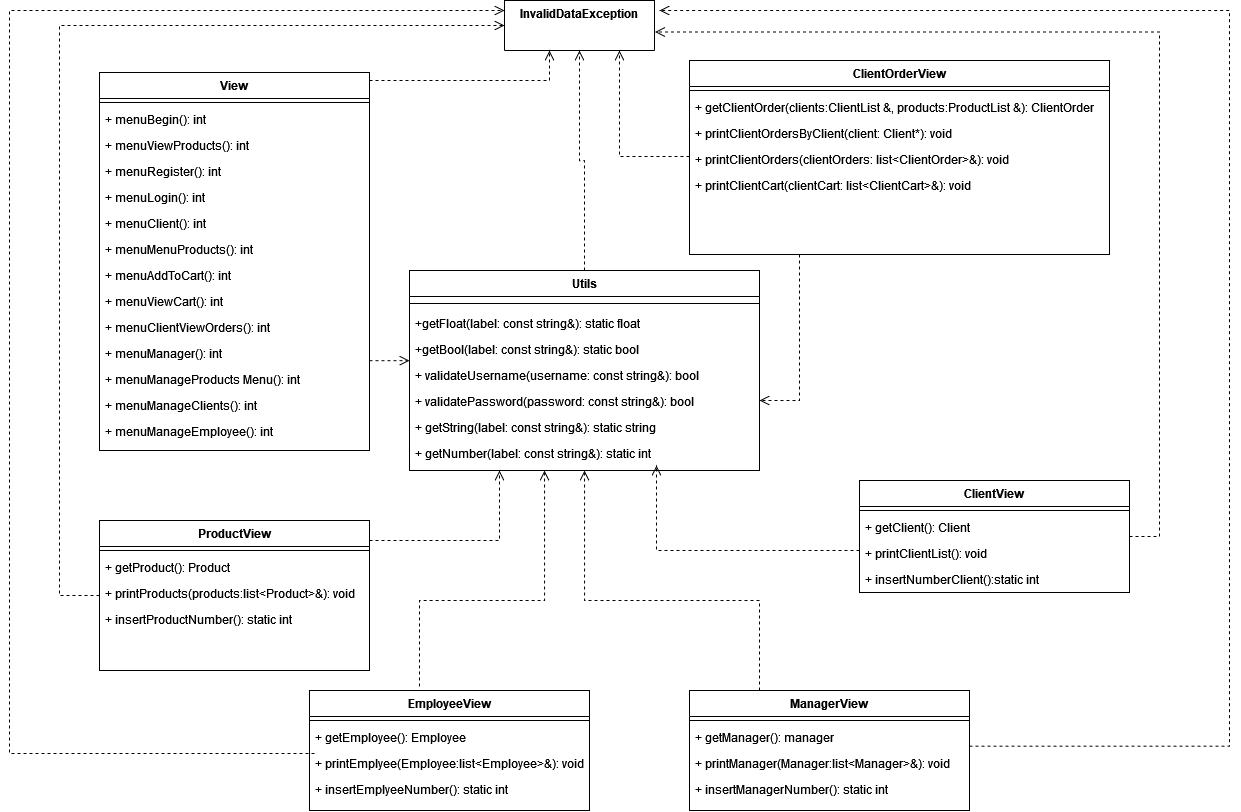 InvalidDataException
View
+ menuBegin(): int
+ menuViewProducts(): int
+ menuRegister(): int
+ menuLogin(): int
+ menuClient(): int
+ menuMenuProducts(): int
+ menuAddToCart(): int
+ menuViewCart(): int
+ menuClientViewOrders(): int
+ menuManager(): int
+ menuManageProducts Menu(): int
+ menuManageClients(): int
+ menuManageEmployee(): int
ClientOrderView
+ getClientOrder(clients:ClientList &, products:ProductList &): ClientOrder
+ printClientOrdersByClient(client: Client*): void
+ printClientOrders(clientOrders: list<ClientOrder>&): void
+ printClientCart(clientCart: list<ClientCart>&): void
Utils
+getFloat(label: const string&): static float
+getBool(label: const string&): static bool
+ validateUsername(username: const string&): bool
+ validatePassword(password: const string&): bool
+ getString(label: const string&): static string
+ getNumber(label: const string&): static int
ClientView
+ getClient(): Client
+ printClientList(): void
+ insertNumberClient():static int
ProductView
+ getProduct(): Product
+ printProducts(products:list<Product>&): void
+ insertProductNumber(): static int
EmployeeView
+ getEmployee(): Employee
+ printEmplyee(Employee:list<Employee>&): void
+ insertEmplyeeNumber(): static int
ManagerView
+ getManager(): manager
+ printManager(Manager:list<Manager>&): void
+ insertManagerNumber(): static int